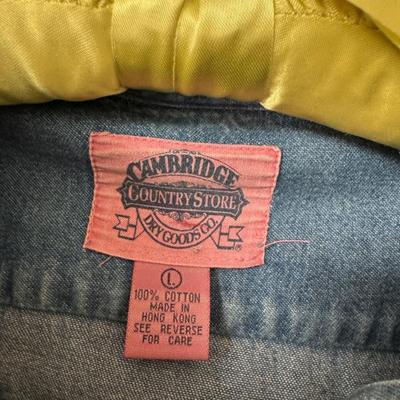 CAMBRIDGE
COUNTRY STORE
DRY GOODS CO.
L
100% COTTON
MADE IN
HONG KONG
SEE REVERSE
FOR CARE